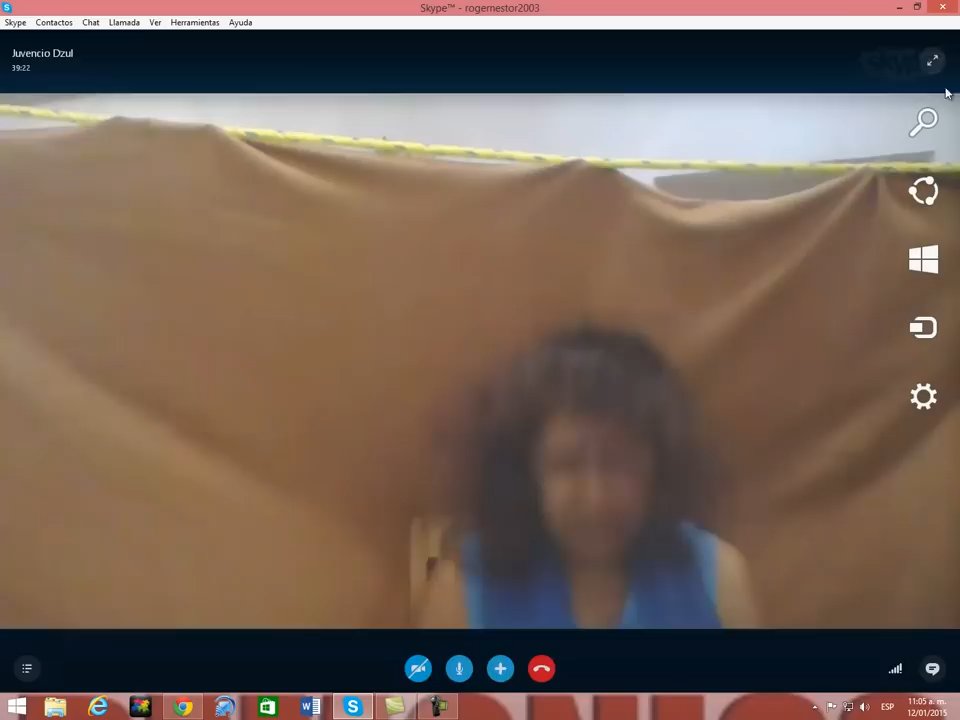 Skype™ - rogernestor2003
Skype Contactos Chat Llamada Ver Herramientas Ayuda
Juvencio Dzul
39:22
ESP
11:05 a. m.
12/01/2015